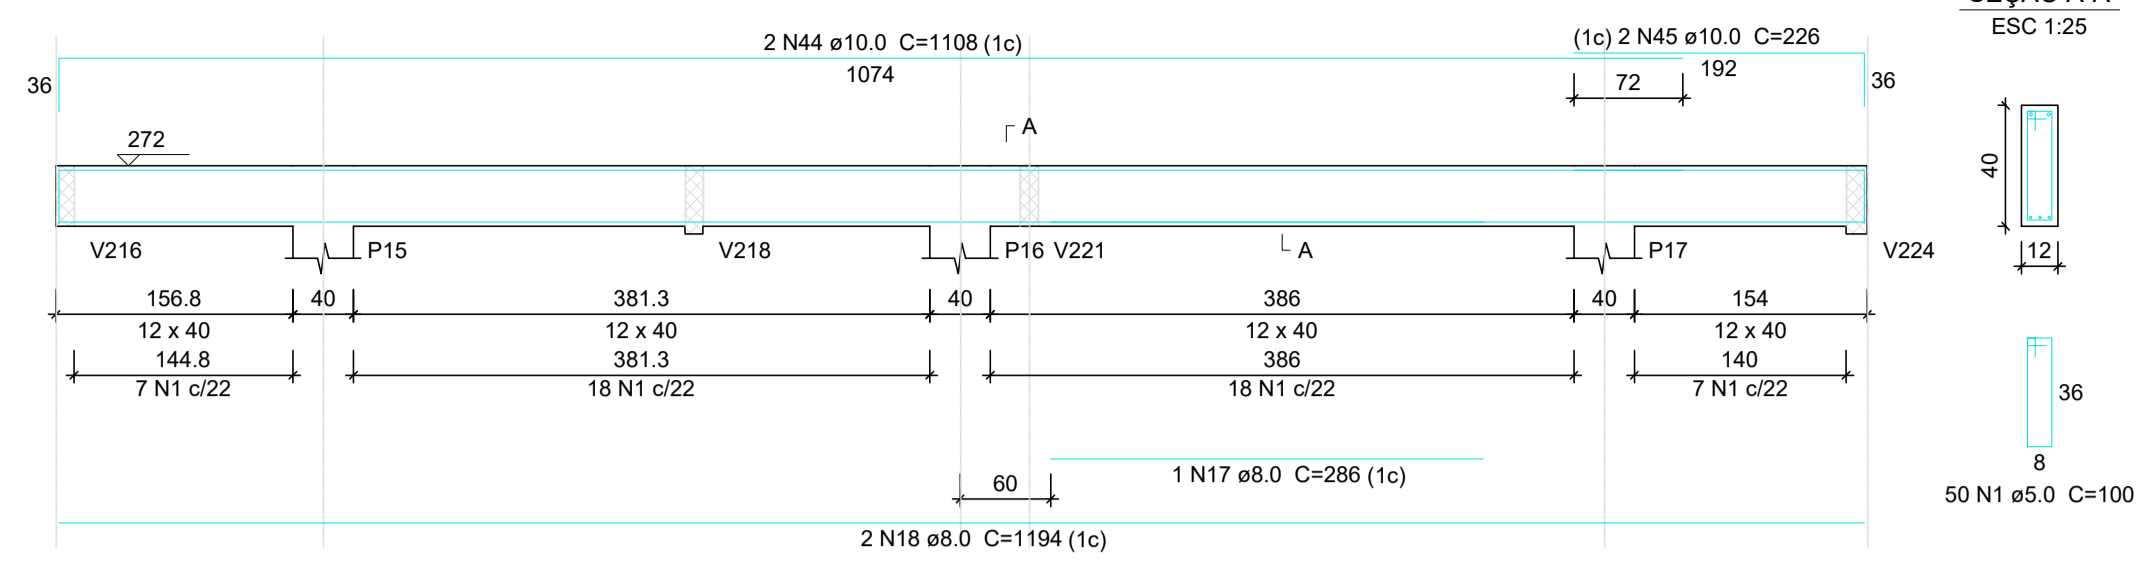 2 N44 ø10.0 C=1108 (1c)
1074
36
(1c) 2 N45 ø10.0 C=226
192
72
36
ESC 1:25
272
A
40
12
V216
P15
V218
P16
V221
A
P17
V224
156.8
40
381.3
40
386
40
154
12 x 40
12 x 40
12 x 40
12 x 40
144.8
381.3
386
140
7 N1 c/22
18 N1 c/22
18 N1 c/22
7 N1 c/22
36
8
50 N1 ø5.0 C=100
1 N17 ø8.0 C=286 (1c)
60
2 N18 ø8.0 C=1194 (1c)